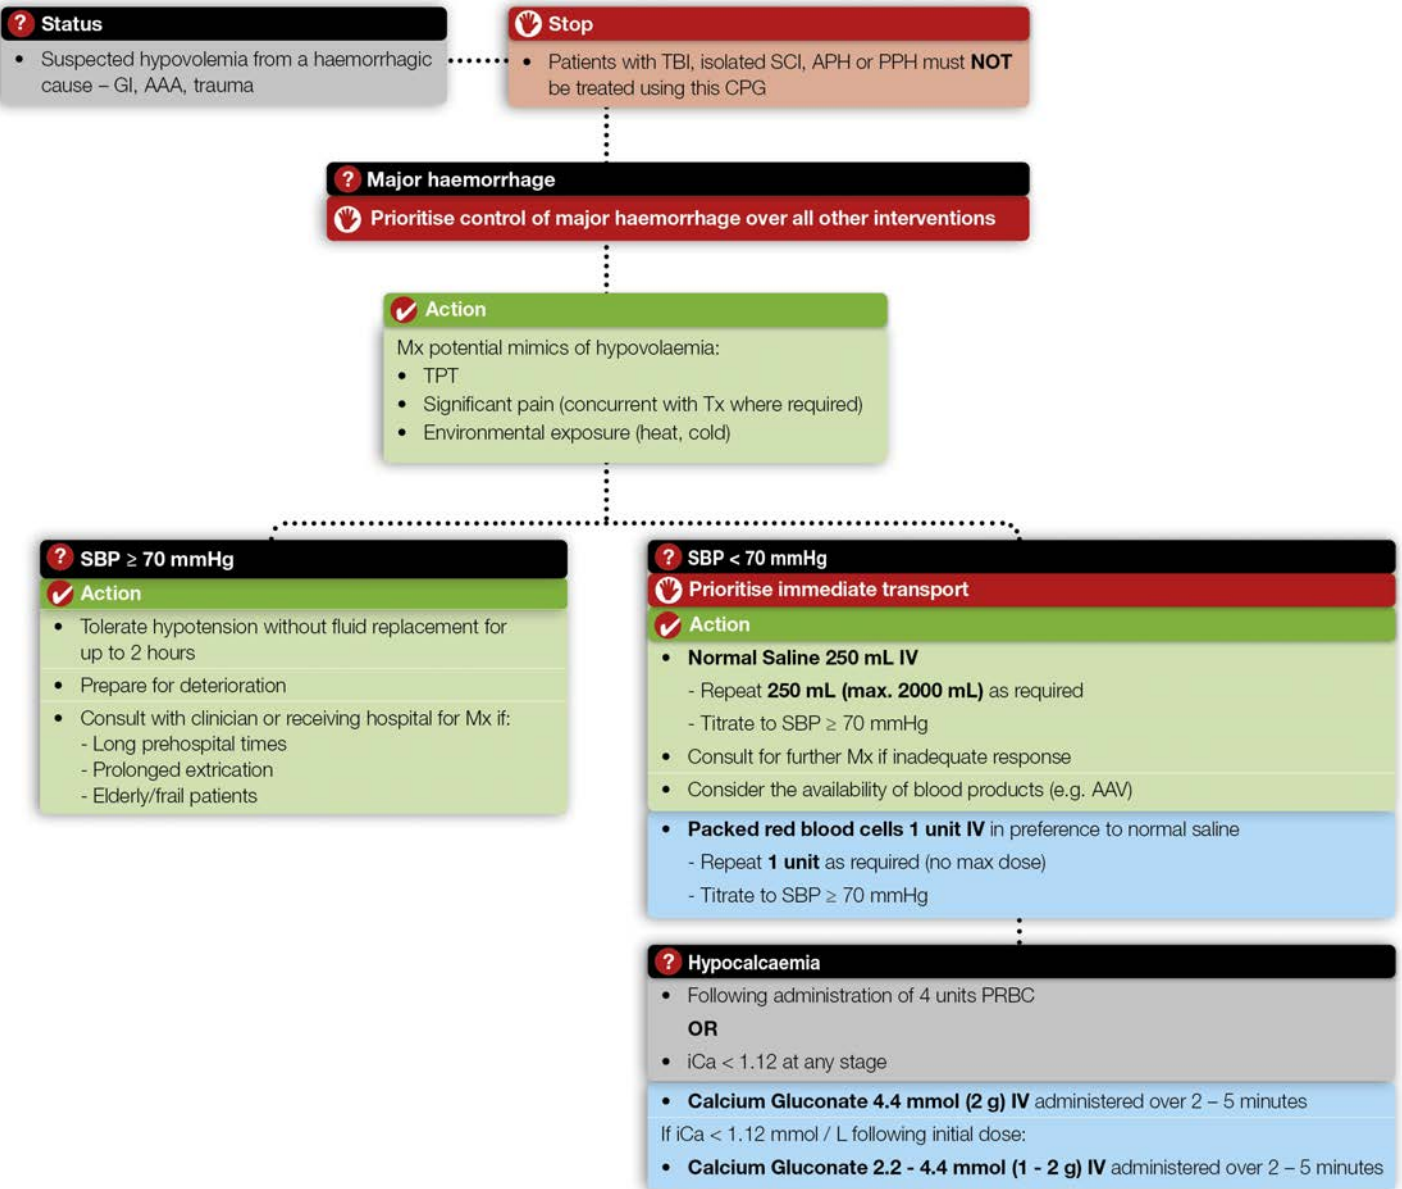 Status
• Suspected hypovolemia from a haemorrhagic
cause – GI, AAA, trauma
Stop
• Patients with TBI, isolated SCI, APH or PPH must NOT
be treated using this CPG
Major haemorrhage
Prioritise control of major haemorrhage over all other interventions
Action
Mx potential mimics of hypovolaemia:
• TPT
• Significant pain (concurrent with Tx where required)
• Environmental exposure (heat, cold)
SBP ≥ 70 mmHg
Action
• Tolerate hypotension without fluid replacement for
up to 2 hours
• Prepare for deterioration
• Consult with clinician or receiving hospital for Mx if:
- Long prehospital times
- Prolonged extrication
- Elderly/frail patients
SBP < 70 mmHg
Prioritise immediate transport
Action
• Normal Saline 250 mL IV
- Repeat 250 mL (max. 2000 mL) as required
- Titrate to SBP ≥ 70 mmHg
• Consult for further Mx if inadequate response
• Consider the availability of blood products (e.g. AAV)
• Packed red blood cells 1 unit IV in preference to normal saline
- Repeat 1 unit as required (no max dose)
- Titrate to SBP ≥ 70 mmHg
Hypocalcaemia
• Following administration of 4 units PRBC
OR
• iCa < 1.12 at any stage
• Calcium Gluconate 4.4 mmol (2 g) IV administered over 2 – 5 minutes
If iCa < 1.12 mmol / L following initial dose:
• Calcium Gluconate 2.2 - 4.4 mmol (1 - 2 g) IV administered over 2 – 5 minutes